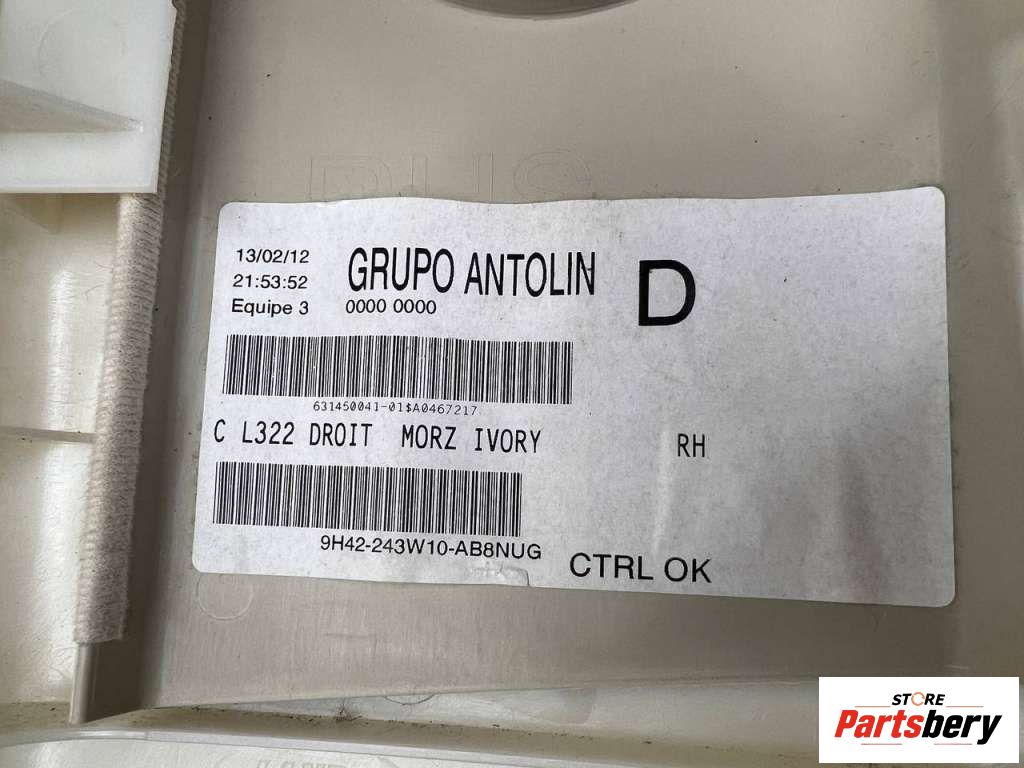 13/02/12
21:53:52
Equipe 3
GRUPO ANTOLIN
0000 0000
D
631450041-01$A0467217
C L322 DROIT MORZ IVORY
RH
9H42-243W10-AB8NUG
CTRL OK
STORE
Partsbery